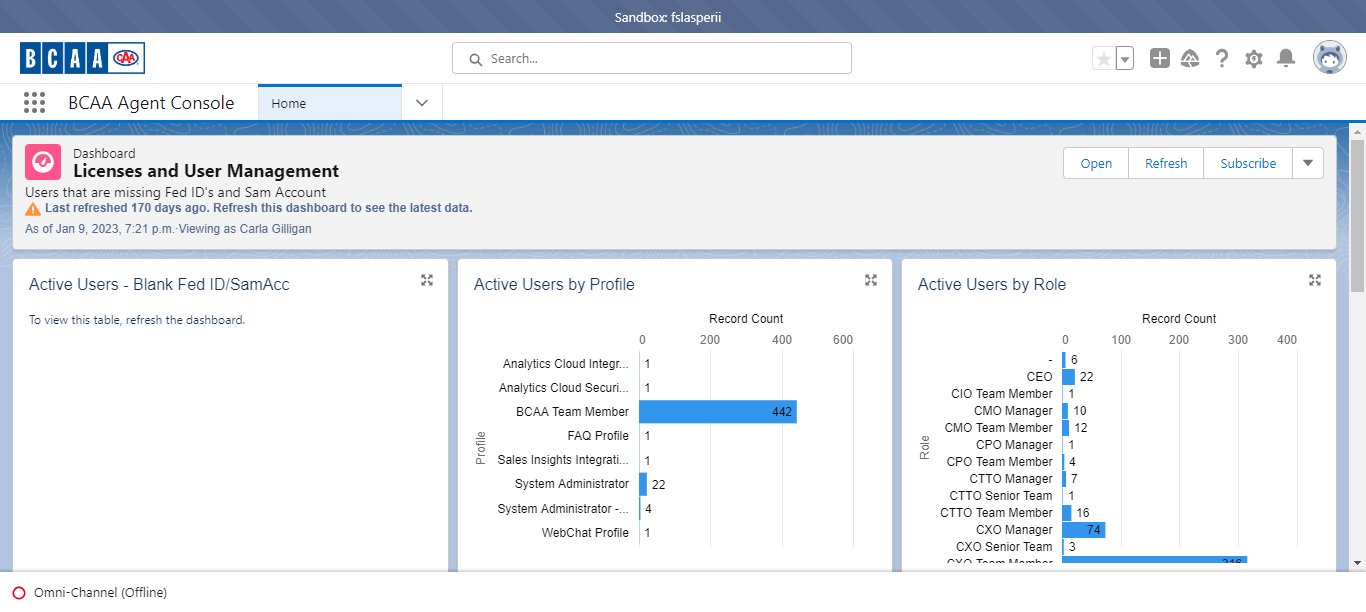 Sandbox: fslasperii
BCAA CAA
Search...
BCAA Agent Console
Home
Dashboard
Licenses and User Management
Users that are missing Fed ID's and Sam Account
Last refreshed 170 days ago. Refresh this dashboard to see the latest data.
As of Jan 9, 2023, 7:21 p.m.·Viewing as Carla Gilligan
Open
Refresh
Subscribe
Active Users - Blank Fed ID/SamAcc
To view this table, refresh the dashboard.
Active Users by Profile
Record Count
0 200 400 600
Profile
Analytics Cloud Integr... 1
Analytics Cloud Securi... 1
BCAA Team Member 442
FAQ Profile 1
Sales Insights Integrati... 1
System Administrator 22
System Administrator -... 4
WebChat Profile 1
Active Users by Role
Record Count
0 100 200 300 400
Role
- 6
CEO 22
CIO Team Member 1
CMO Manager 10
CMO Team Member 12
CPO Manager 1
CPO Team Member 4
CTTO Manager 7
CTTO Senior Team 1
CTTO Team Member 16
CXO Manager 74
CXO Senior Team 3
CXO Team Member
Omni-Channel (Offline)